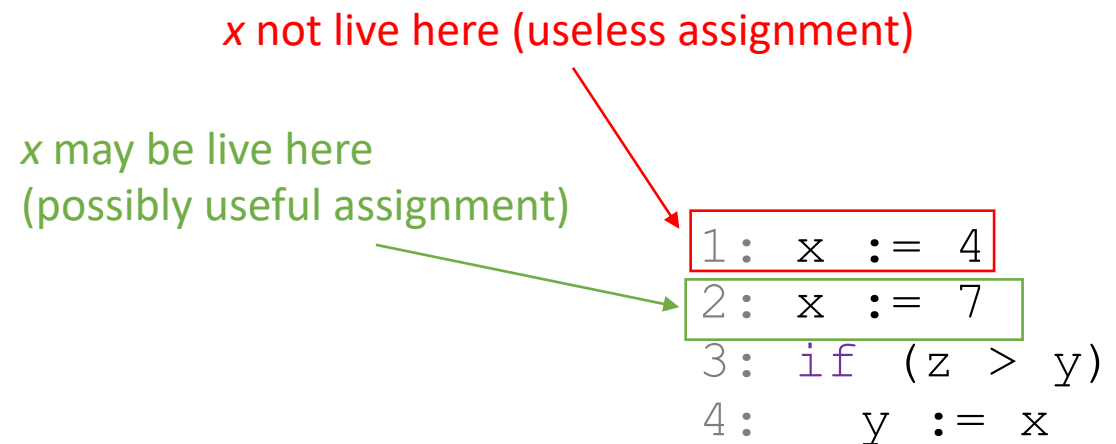 x not live here (useless assignment)
x may be live here
(possibly useful assignment)
1: x := 4
2: x := 7
3: if (z > y)
4:   y := x